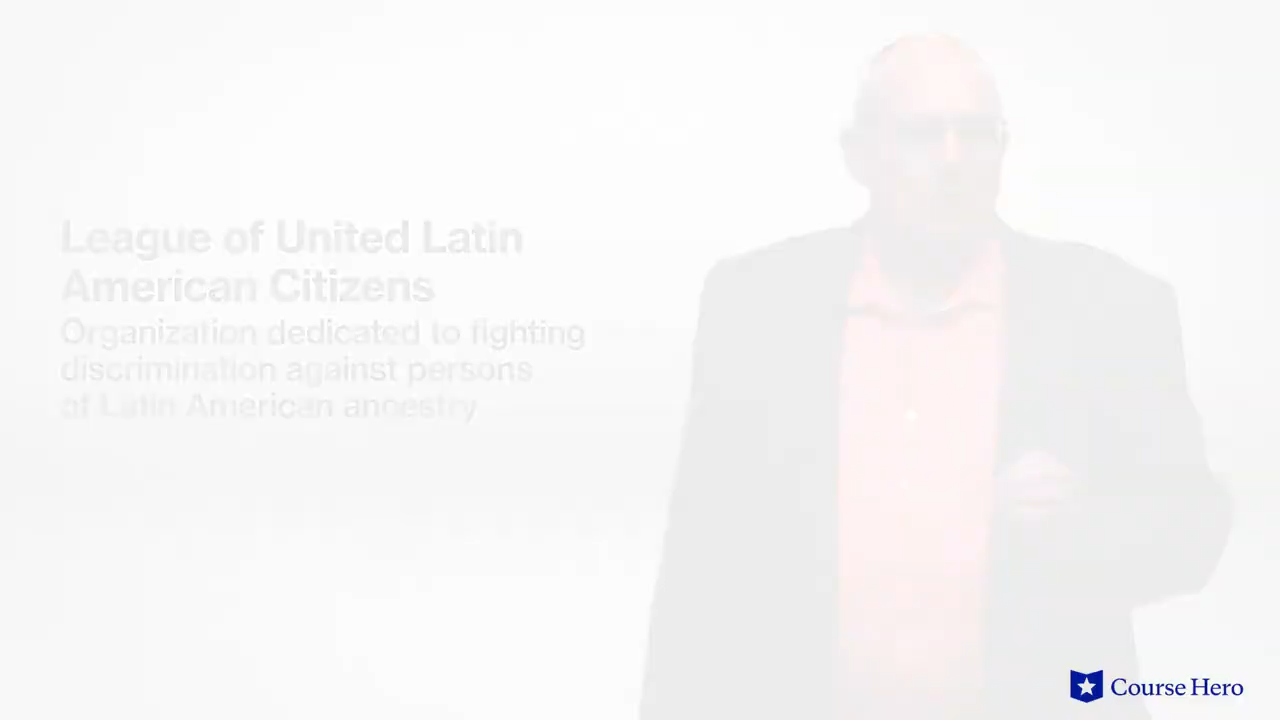 League of United Latin
American Citizens
Organization dedicated to fighting
discrimination against persons
of Latin American ancestry
Course Hero